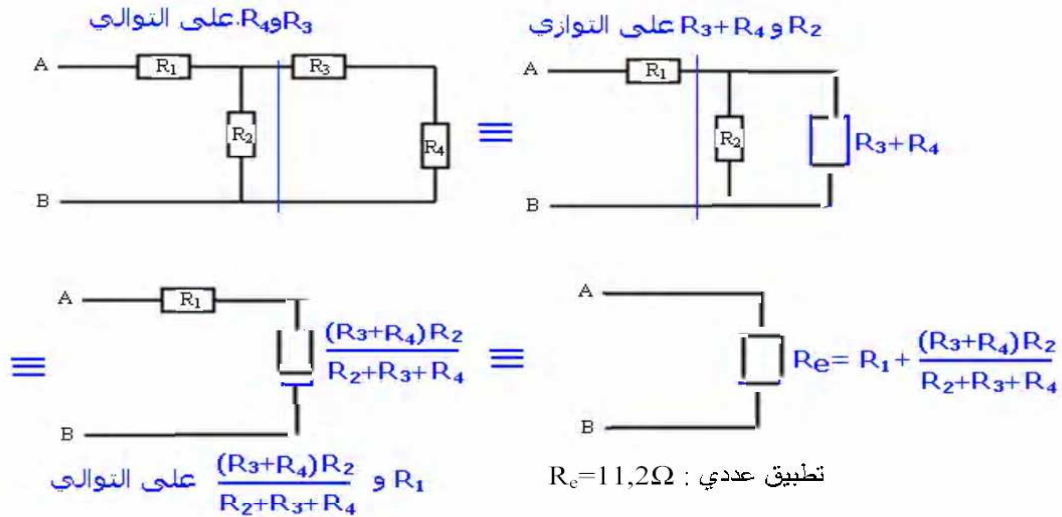 R₃وR₄.على التوالي
R₂ و R₃+R₄ على التوازي
A R₁ R₃
R₂ R₄
B
≡
A R₁
R₂ R₃+R₄
B
≡
A R₁
(R₃+R₄)R₂
R₂+R₃+R₄
B
R₁ و (R₃+R₄)R₂ على التوالي
R₂+R₃+R₄
≡
A
Re= R₁+ (R₃+R₄)R₂
R₂+R₃+R₄
B
تطبيق عددي : Rₑ=11,2Ω